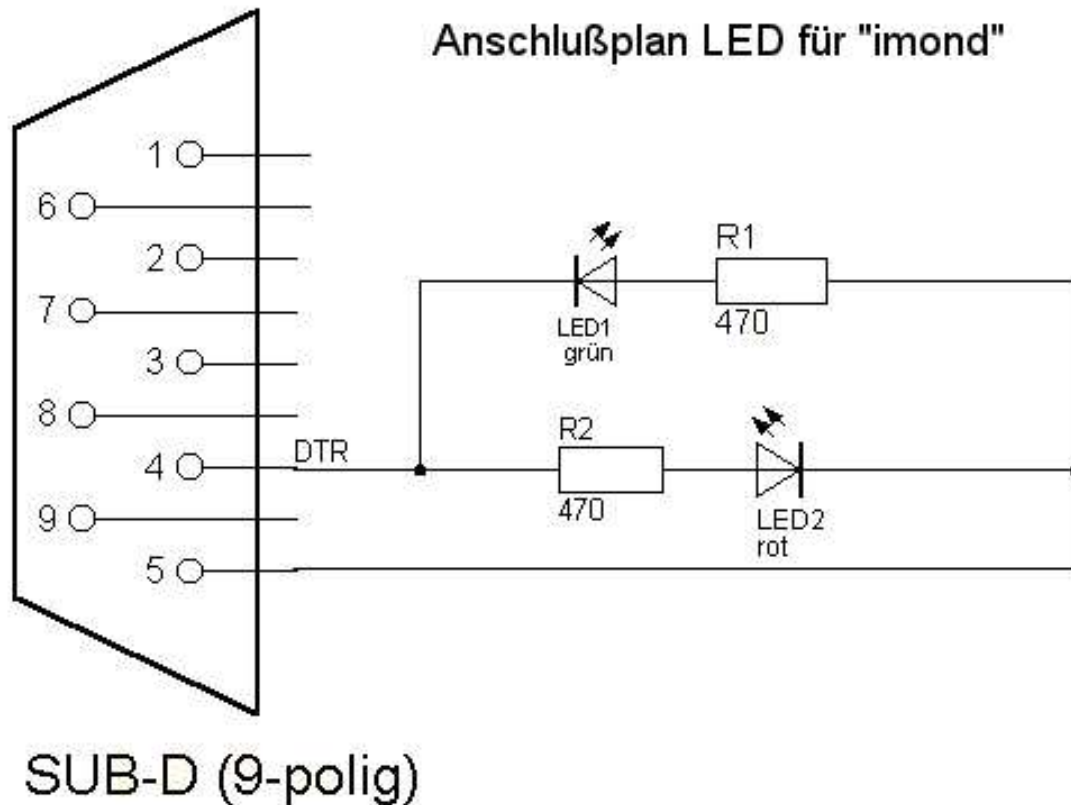 Anschlußplan LED für "imond"
1
6
2
7
3
8
4
9
5
DTR
R1
470
LED1
grün
R2
470
LED2
rot
SUB-D (9-polig)